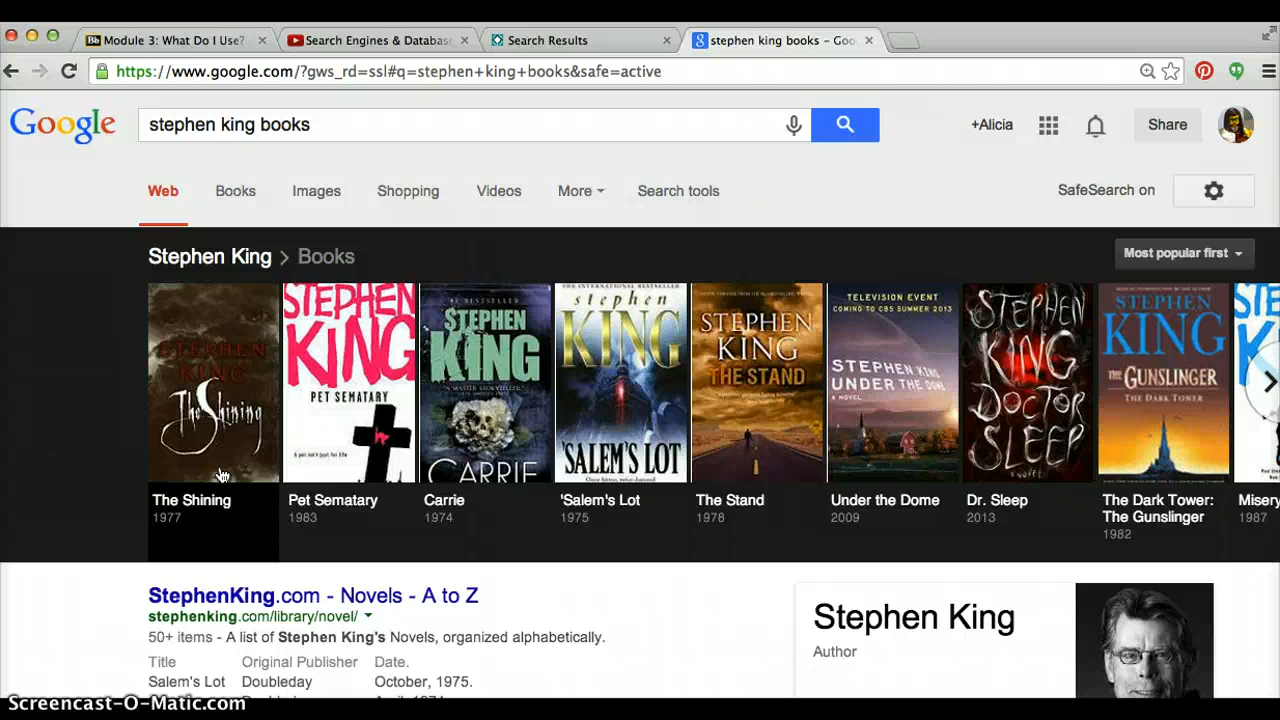 Module 3: What Do I Use?
Search Engines & Databas
Search Results
stephen king books – Goo
https://www.google.com/?gws_rd=ssl#q=stephen+king+books&safe=active
Google
stephen king books
+Alicia
Share
Web
Books
Images
Shopping
Videos
More
Search tools
SafeSearch on
Stephen King > Books
Most popular first
STEPHEN
KING
The Shining
STEPHEN
KING
PET SEMATARY
STEPHEN
KING
CARRIE
THE INTERNATIONAL BESTSELLER
stephen
KING
'SALEM'S LOT
STEPHEN
KING
THE STAND
TELEVISION EVENT
COMING TO CBS SUMMER 2013
STEPHEN KING
UNDER THE DOME
A NOVEL
STEPHEN
KING
DOCTOR
SLEEP
A NOVEL
STEPHEN
KING
THE GUNSLINGER
THE DARK TOWER
The Shining
1977
Pet Sematary
1983
Carrie
1974
'Salem's Lot
1975
The Stand
1978
Under the Dome
2009
Dr. Sleep
2013
The Dark Tower:
The Gunslinger
1982
Misery
1987
StephenKing.com - Novels - A to Z
stephenking.com/library/novel/
50+ items - A list of Stephen King's Novels, organized alphabetically.
Title Original Publisher Date.
Salem's Lot Doubleday October, 1975.
Stephen King
Author
Screencast-O-Matic.com